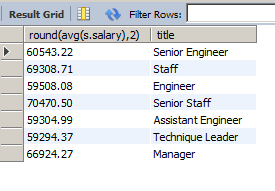 Result Grid Filter Rows:
round(avg(s.salary),2) title
60543.22 Senior Engineer
69308.71 Staff
59508.08 Engineer
70470.50 Senior Staff
59304.99 Assistant Engineer
59294.37 Technique Leader
66924.27 Manager